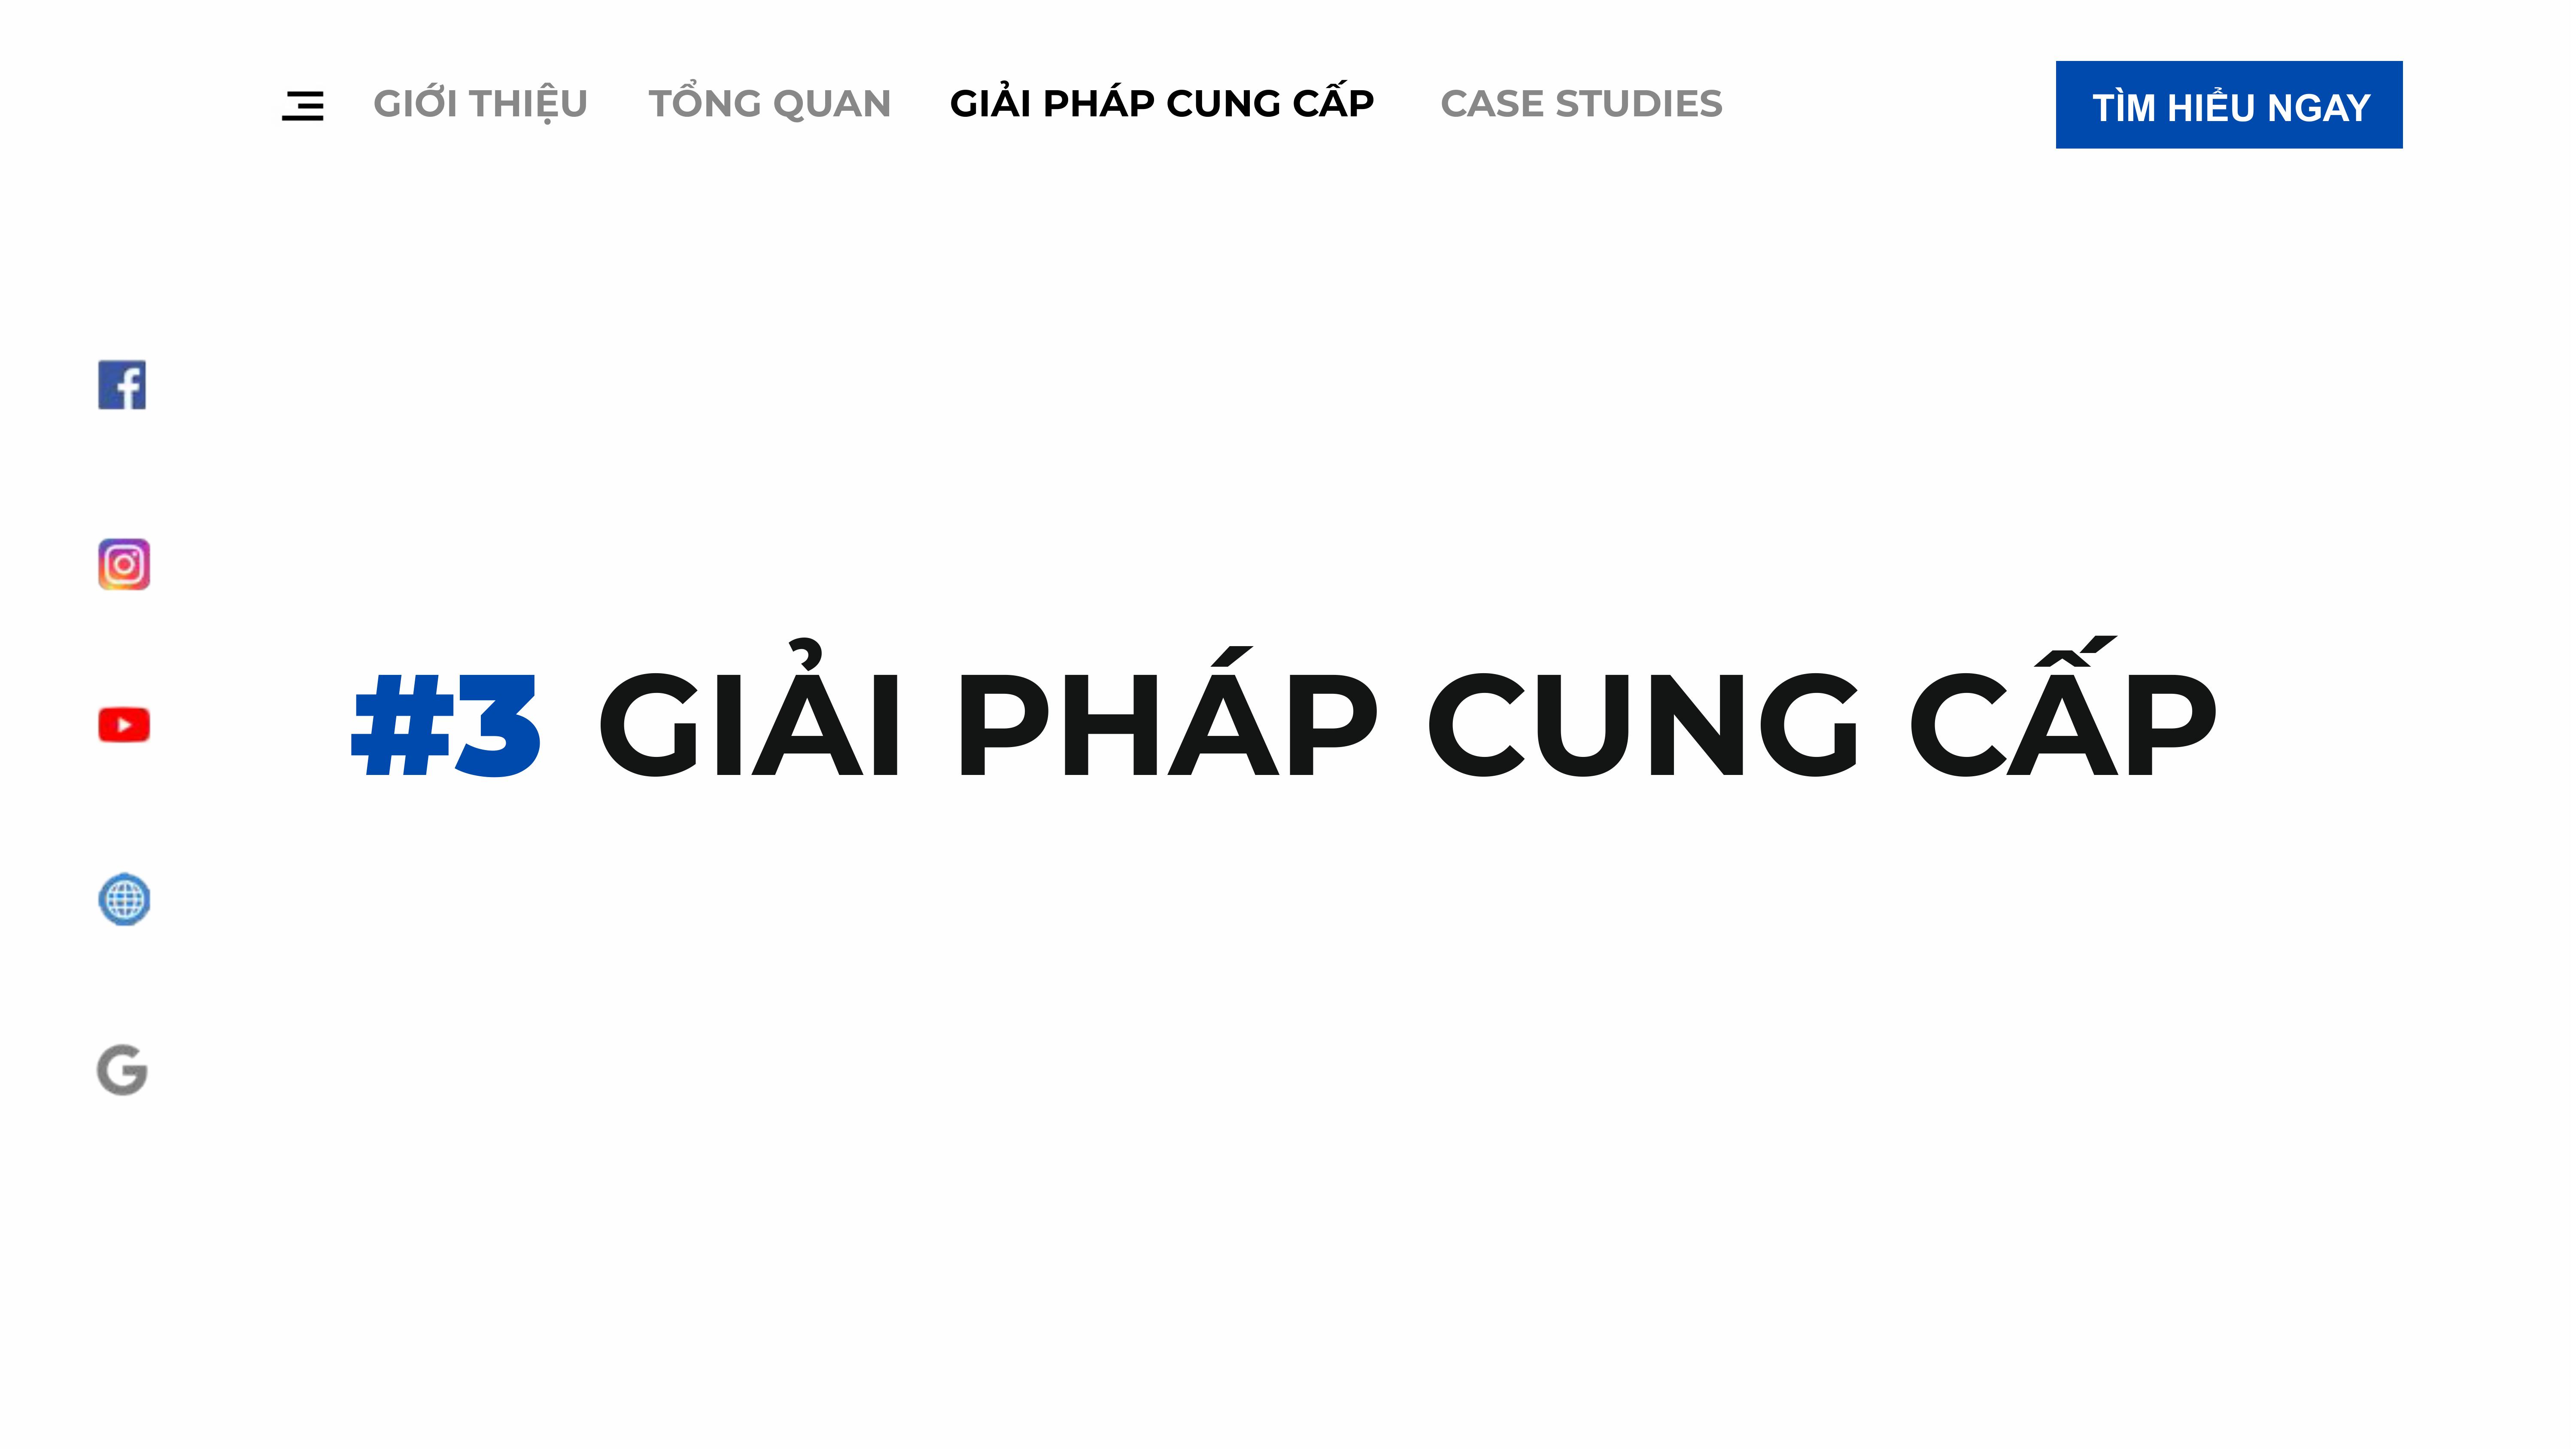 GIỚI THIỆU TỔNG QUAN GIẢI PHÁP CUNG CẤP CASE STUDIES TÌM HIỂU NGAY
#3 GIẢI PHÁP CUNG CẤP